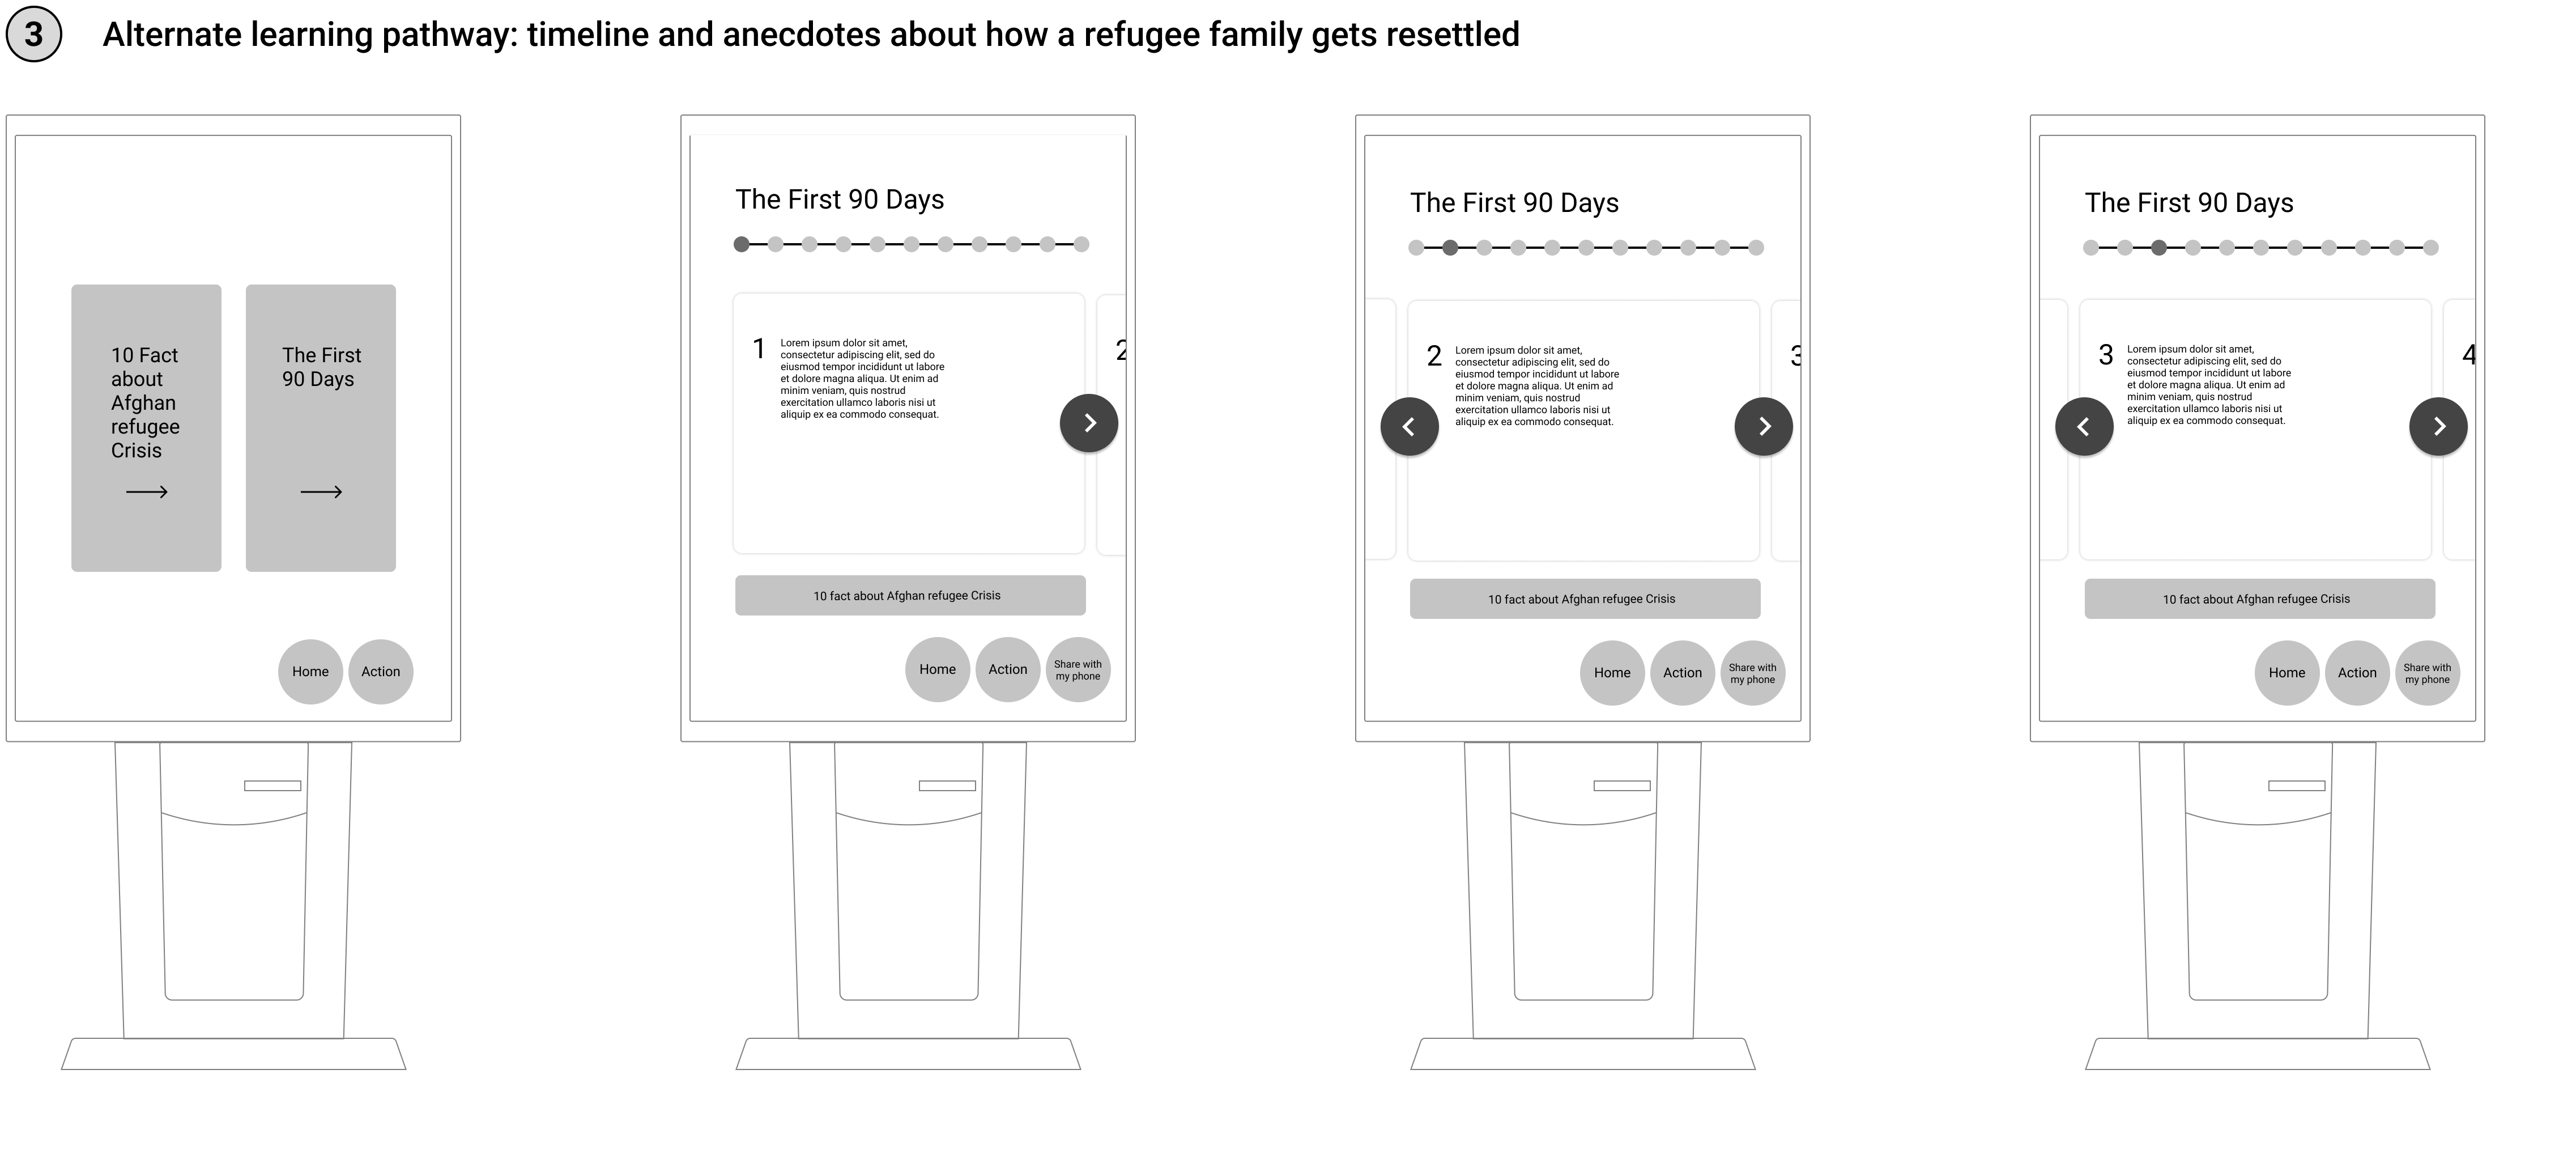 3 Alternate learning pathway: timeline and anecdotes about how a refugee family gets resettled
10 Fact
about
Afghan
refugee
Crisis
The First
90 Days
Home
Action
The First 90 Days
1
Lorem ipsum dolor sit amet,
consectetur adipiscing elit, sed do
eiusmod tempor incididunt ut labore
et dolore magna aliqua. Ut enim ad
minim veniam, quis nostrud
exercitation ullamco laboris nisi ut
aliquip ex ea commodo consequat.
2
10 fact about Afghan refugee Crisis
Home
Action
Share with
my phone
The First 90 Days
2
Lorem ipsum dolor sit amet,
consectetur adipiscing elit, sed do
eiusmod tempor incididunt ut labore
et dolore magna aliqua. Ut enim ad
minim veniam, quis nostrud
exercitation ullamco laboris nisi ut
aliquip ex ea commodo consequat.
3
10 fact about Afghan refugee Crisis
Home
Action
Share with
my phone
The First 90 Days
3
Lorem ipsum dolor sit amet,
consectetur adipiscing elit, sed do
eiusmod tempor incididunt ut labore
et dolore magna aliqua. Ut enim ad
minim veniam, quis nostrud
exercitation ullamco laboris nisi ut
aliquip ex ea commodo consequat.
4
10 fact about Afghan refugee Crisis
Home
Action
Share with
my phone